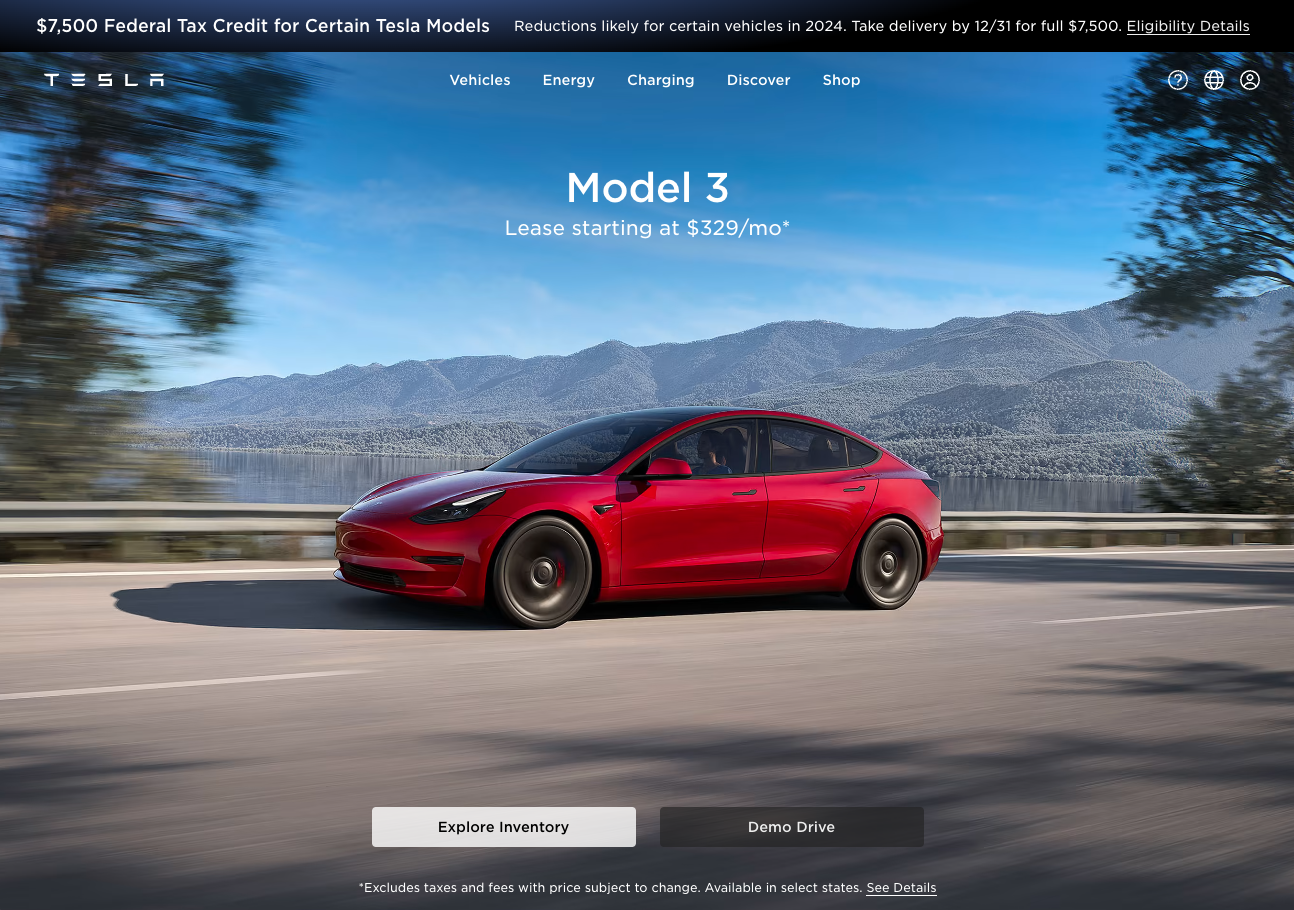 $7,500 Federal Tax Credit for Certain Tesla Models Reductions likely for certain vehicles in 2024. Take delivery by 12/31 for full $7,500. Eligibility Details
TESLA Vehicles Energy Charging Discover Shop
Model 3
Lease starting at $329/mo*
Explore Inventory Demo Drive
*Excludes taxes and fees with price subject to change. Available in select states. See Details